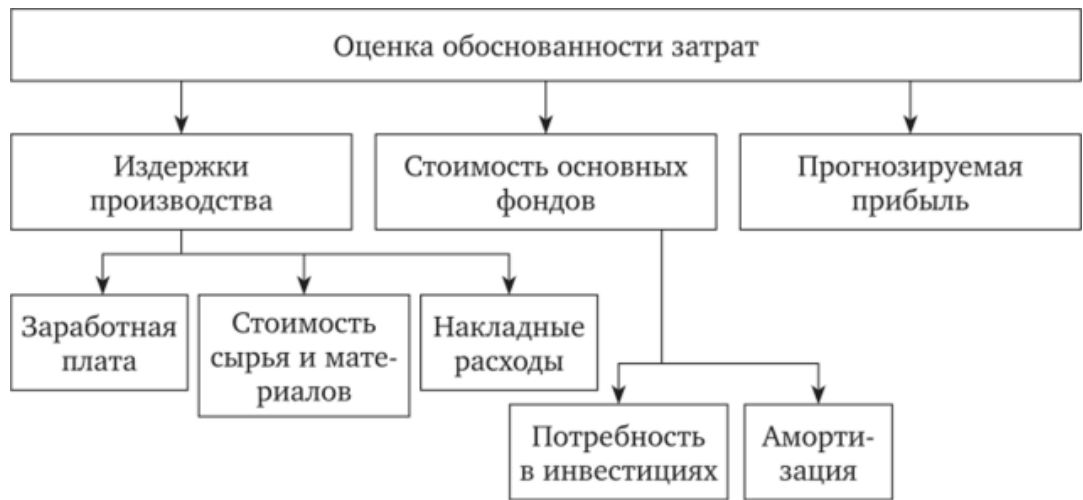 Оценка обоснованности затрат
Издержки
производства
Стоимость основных
фондов
Прогнозируемая
прибыль
Заработная
плата
Стоимость
сырья и мате-
риалов
Накладные
расходы
Потребность
в инвестициях
Аморти-
зация